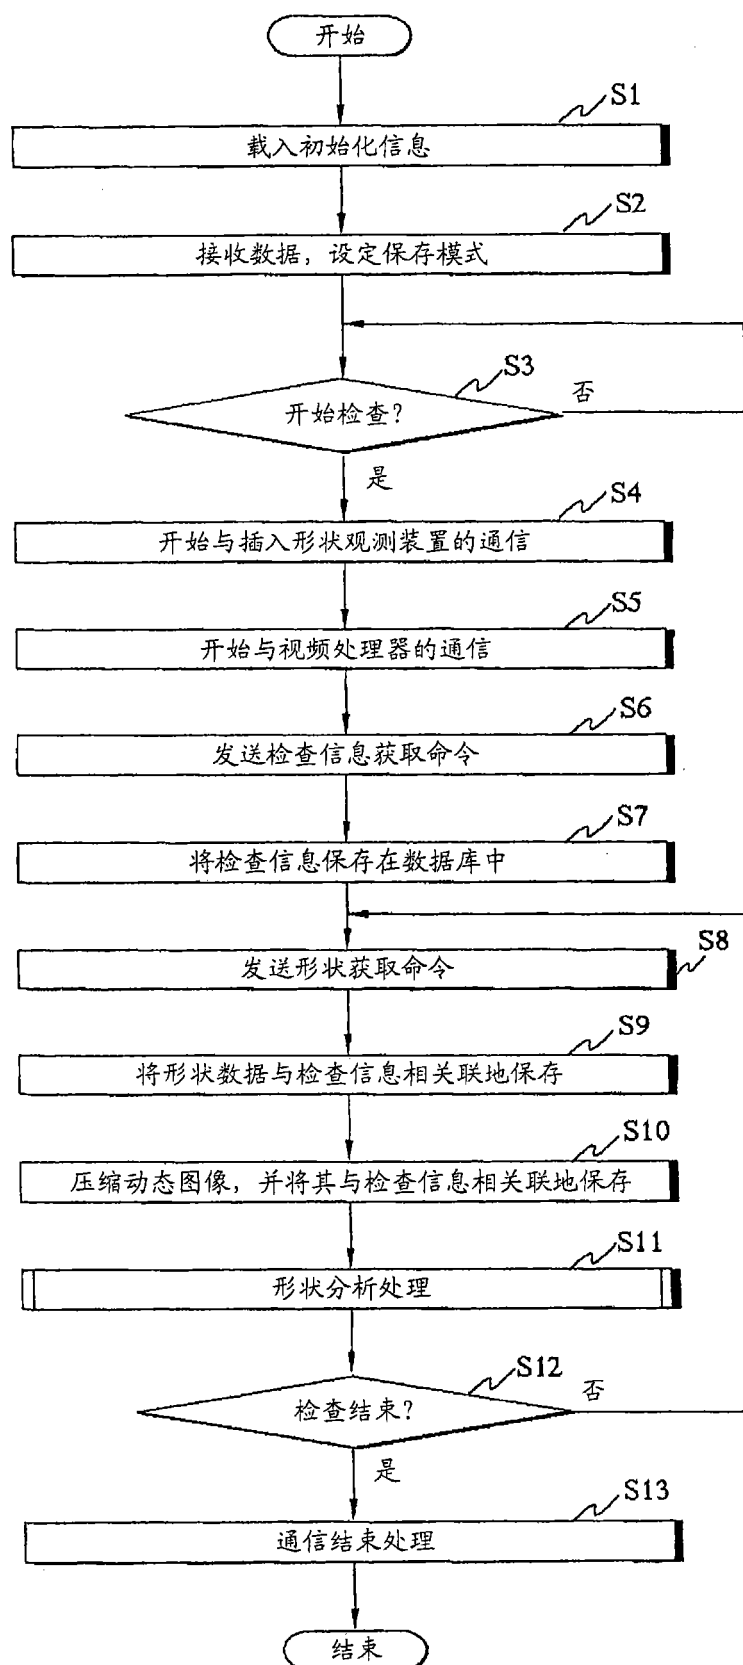 开始
S1
载入初始化信息
S2
接收数据，设定保存模式
S3
开始检查？
否
是
S4
开始与插入形状观测装置的通信
S5
开始与视频处理器的通信
S6
发送检查信息获取命令
S7
将检查信息保存在数据库中
S8
发送形状获取命令
S9
将形状数据与检查信息相关联地保存
S10
压缩动态图像，并将其与检查信息相关联地保存
S11
形状分析处理
S12
检查结束？
否
是
S13
通信结束处理
结束